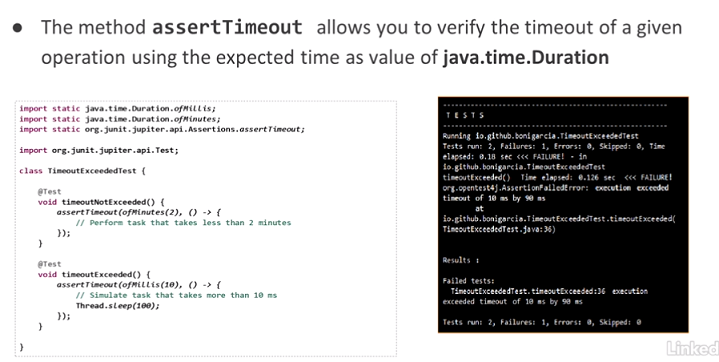 ● The method assertTimeout allows you to verify the timeout of a given
operation using the expected time as value of java.time.Duration
import static java.time.Duration.ofMillis;
import static java.time.Duration.ofMinutes;
import static org.junit.jupiter.api.Assertions.assertTimeout;
import org.junit.jupiter.api.Test;
class TimeoutExceededTest {
@Test
void timeoutNotExceeded() {
assertTimeout(ofMinutes(2), () -> {
// Perform task that takes less than 2 minutes
});
}
@Test
void timeoutExceeded() {
assertTimeout(ofMillis(10), () -> {
// Simulate task that takes more than 10 ms
Thread.sleep(100);
});
}
}
-------------------------------------------------------
T E S T S
-------------------------------------------------------
Running io.github.bonigarcia.TimeoutExceededTest
Tests run: 2, Failures: 1, Errors: 0, Skipped: 0, Time
elapsed: 0.18 sec <<< FAILURE! - in
io.github.bonigarcia.TimeoutExceededTest
timeoutExceeded() Time elapsed: 0.126 sec <<< FAILURE!
org.opentest4j.AssertionFailedError: execution exceeded
timeout of 10 ms by 90 ms
at
io.github.bonigarcia.TimeoutExceededTest.timeoutExceeded(
TimeoutExceededTest.java:36)
Results :
Failed tests:
TimeoutExceededTest.timeoutExceeded:36 execution
exceeded timeout of 10 ms by 90 ms
Tests run: 2, Failures: 1, Errors: 0, Skipped: 0
Linked